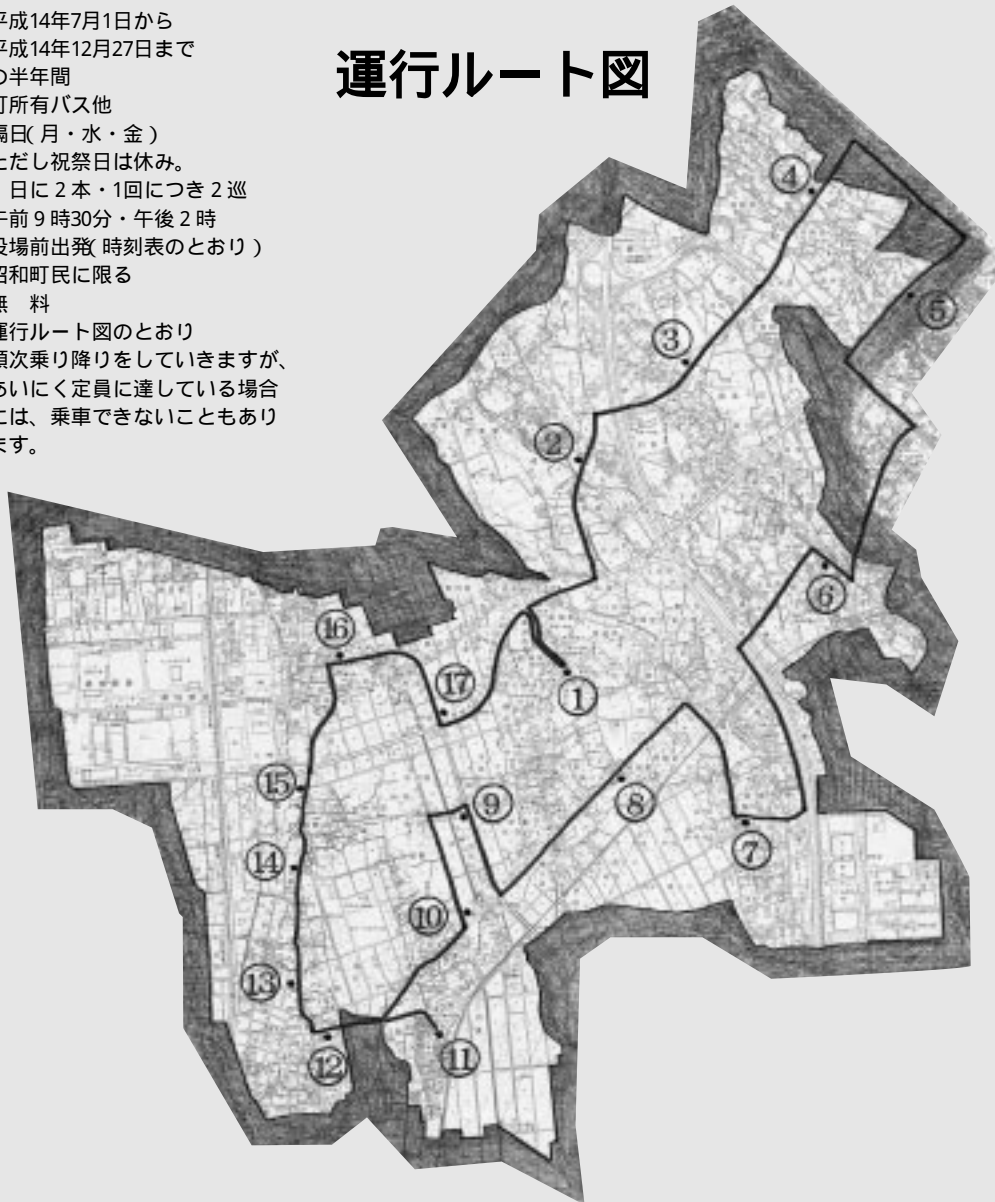 平成14年7月1日から
平成14年12月27日まで
の半年間
町所有バス他
隔日(月・水・金)
ただし祝祭日は休み。
日に２本・1回につき２巡
午前９時30分・午後２時
役場前出発(時刻表のとおり)
昭和町民に限る
無　料
運行ルート図のとおり
順次乗り降りをしていきますが、
あいにく定員に達している場合
には、乗車できないこともあり
ます。
運行ルート図
④
⑤
③
②
⑥
⑯
⑰
①
⑮
⑨
⑧
⑦
⑭
⑩
⑬
⑫
⑪